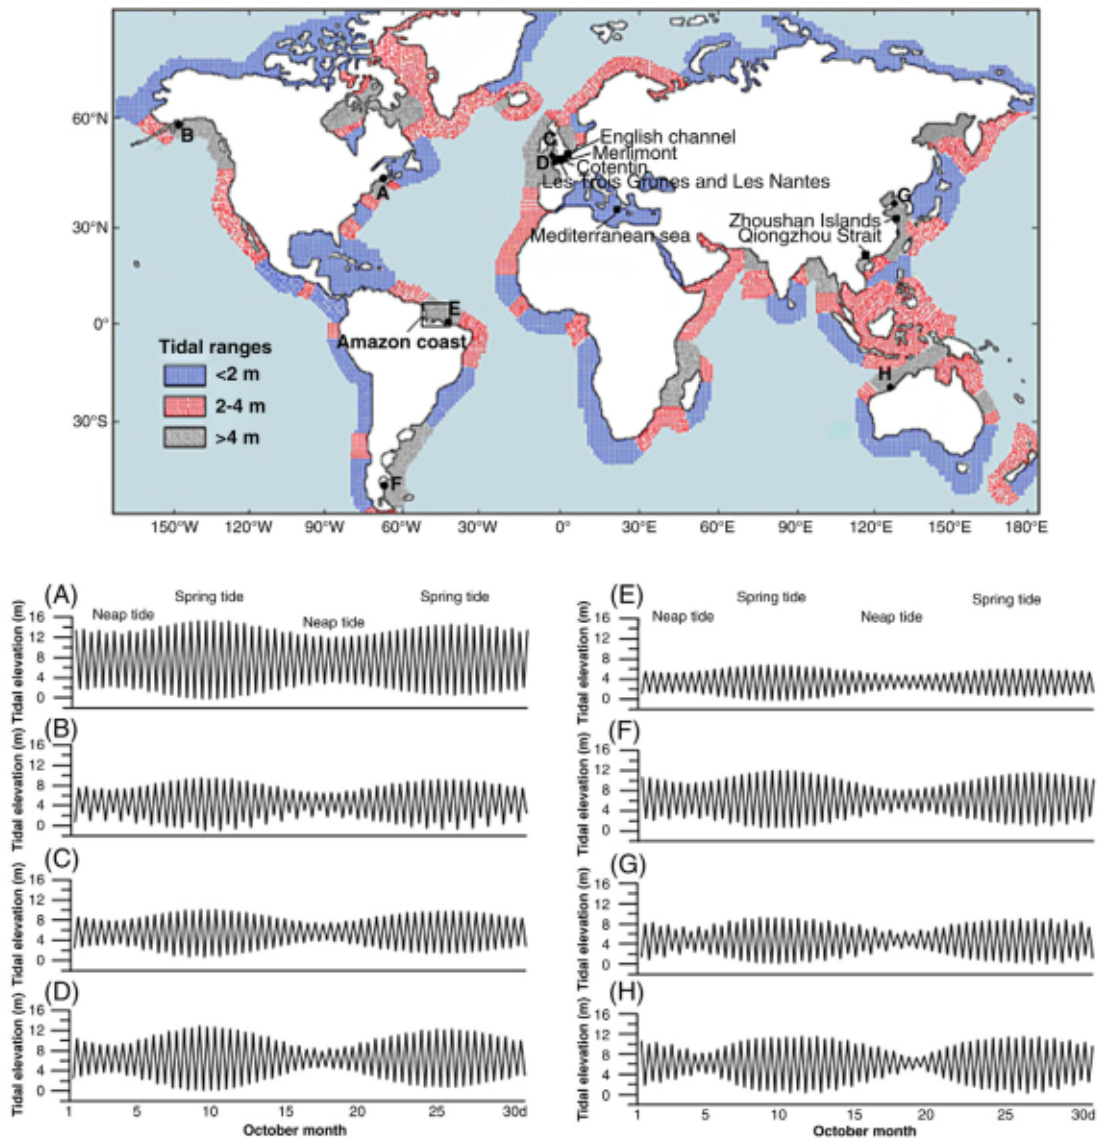 60°N
30°N
0°
30°S
B
A
C
D
English channel
Merlimont
Cotentin
Les Trois Grunes and Les Nantes
Mediterranean sea
G
Zhoushan Islands
Qiongzhou Strait
E
Amazon coast
H
F
Tidal ranges
<2 m
2-4 m
>4 m
150°W 120°W 90°W 60°W 30°W 0° 30°E 60°E 90°E 120°E 150°E 180°E
(A)
Spring tide
Spring tide
Neap tide
Neap tide
Tidal elevation (m)
16
12
8
4
0
(B)
Tidal elevation (m)
16
12
8
4
0
(C)
Tidal elevation (m)
16
12
8
4
0
(D)
Tidal elevation (m)
16
12
8
4
0
1 5 10 15 20 25 30d
October month
(E)
Spring tide
Spring tide
Neap tide
Neap tide
Tidal elevation (m)
16
12
8
4
0
(F)
Tidal elevation (m)
16
12
8
4
0
(G)
Tidal elevation (m)
16
12
8
4
0
(H)
Tidal elevation (m)
16
12
8
4
0
1 5 10 15 20 25 30d
October month